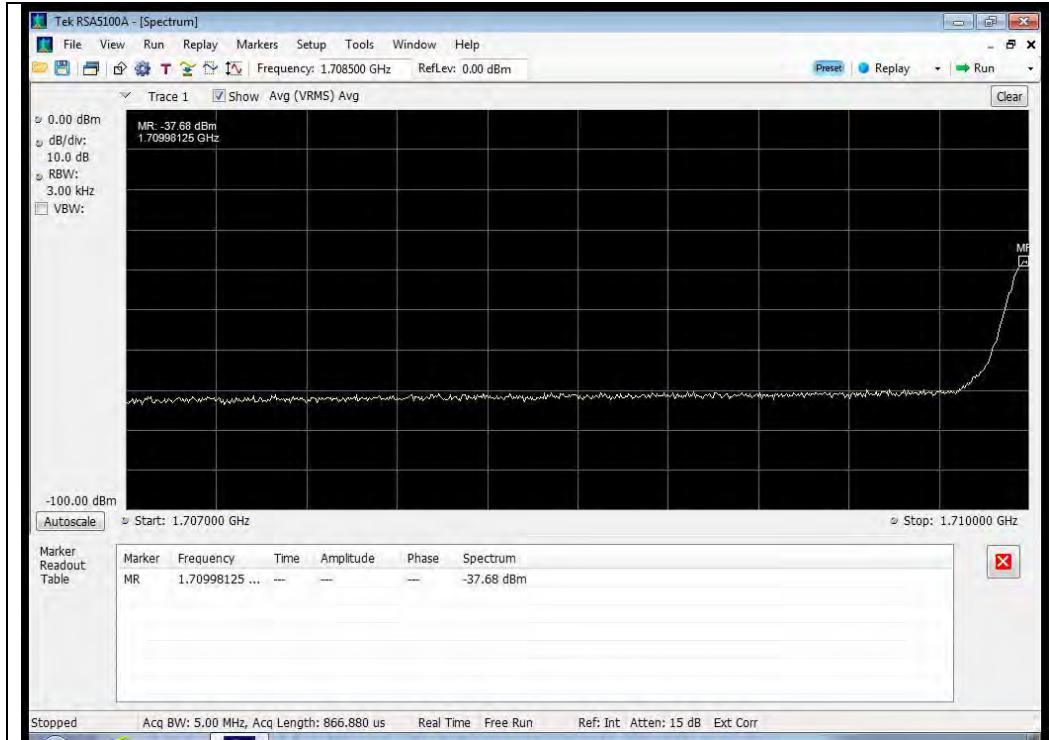 Tek RSA5100A - [Spectrum]
File View Run Replay Markers Setup Tools Window Help
T Frequency: 1.708500 GHz RefLev: 0.00 dBm Preset Replay Run
Trace 1 Show Avg (VRMS) Avg Clear
0.00 dBm
dB/div:
10.0 dB
RBW:
3.00 kHz
VBW:
MR: -37.68 dBm
1.70998125 GHz
MR
-100.00 dBm
Autoscale Start: 1.707000 GHz Stop: 1.710000 GHz
Marker
Readout
Table
Marker Frequency Time Amplitude Phase Spectrum
MR 1.70998125 ... --- --- --- -37.68 dBm
Stopped Acq BW: 5.00 MHz, Acq Length: 866.880 us Real Time Free Run Ref: Int Atten: 15 dB Ext Corr